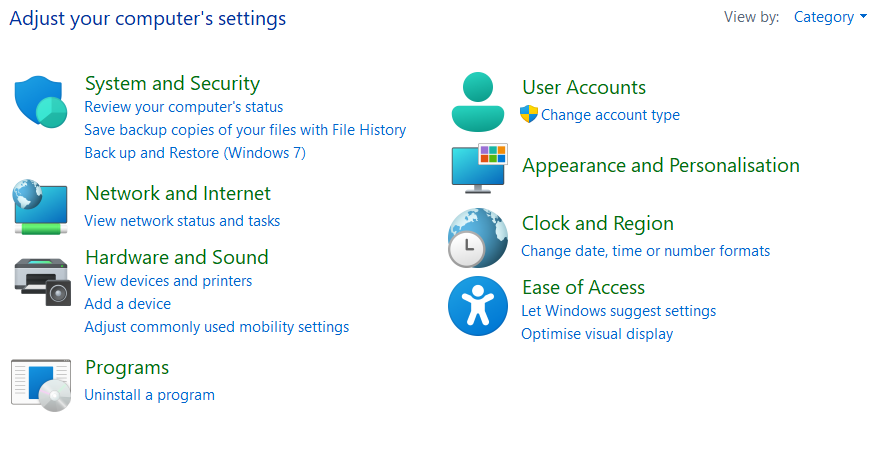 Adjust your computer's settings
View by: Category
System and Security
Review your computer's status
Save backup copies of your files with File History
Back up and Restore (Windows 7)
Network and Internet
View network status and tasks
Hardware and Sound
View devices and printers
Add a device
Adjust commonly used mobility settings
Programs
Uninstall a program
User Accounts
Change account type
Appearance and Personalisation
Clock and Region
Change date, time or number formats
Ease of Access
Let Windows suggest settings
Optimise visual display